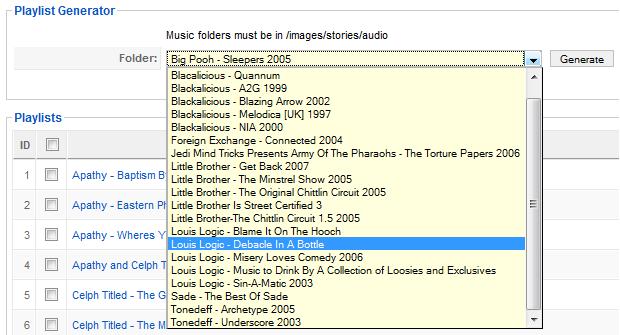 Playlist Generator
Music folders must be in /images/stories/audio
Folder: Big Pooh - Sleepers 2005 Generate
Blacalicious - Quannum
Blackalicious - A2G 1999
Blackalicious - Blazing Arrow 2002
Blackalicious - Melodica [UK] 1997
Blackalicious - NIA 2000
Foreign Exchange - Connected 2004
Jedi Mind Tricks Presents Army Of The Pharaohs - The Torture Papers 2006
Little Brother - Get Back 2007
Little Brother - The Minstrel Show 2005
Little Brother - The Original Chittlin Circuit 2005
Little Brother Is Street Certified 3
Little Brother-The Chittlin Circuit 1.5 2005
Louis Logic - Blame It On The Hooch
Louis Logic - Debacle In A Bottle
Louis Logic - Misery Loves Comedy 2006
Louis Logic - Music to Drink By A Collection of Loosies and Exclusives
Louis Logic - Sin-A-Matic 2003
Sade - The Best Of Sade
Tonedeff - Archetype 2005
Tonedeff - Underscore 2003
Playlists
ID
1 Apathy - Baptism
2 Apathy - Eastern
3 Apathy - Wheres
4 Apathy and Celph
5 Celph Titled - The
6 Celph Titled - The